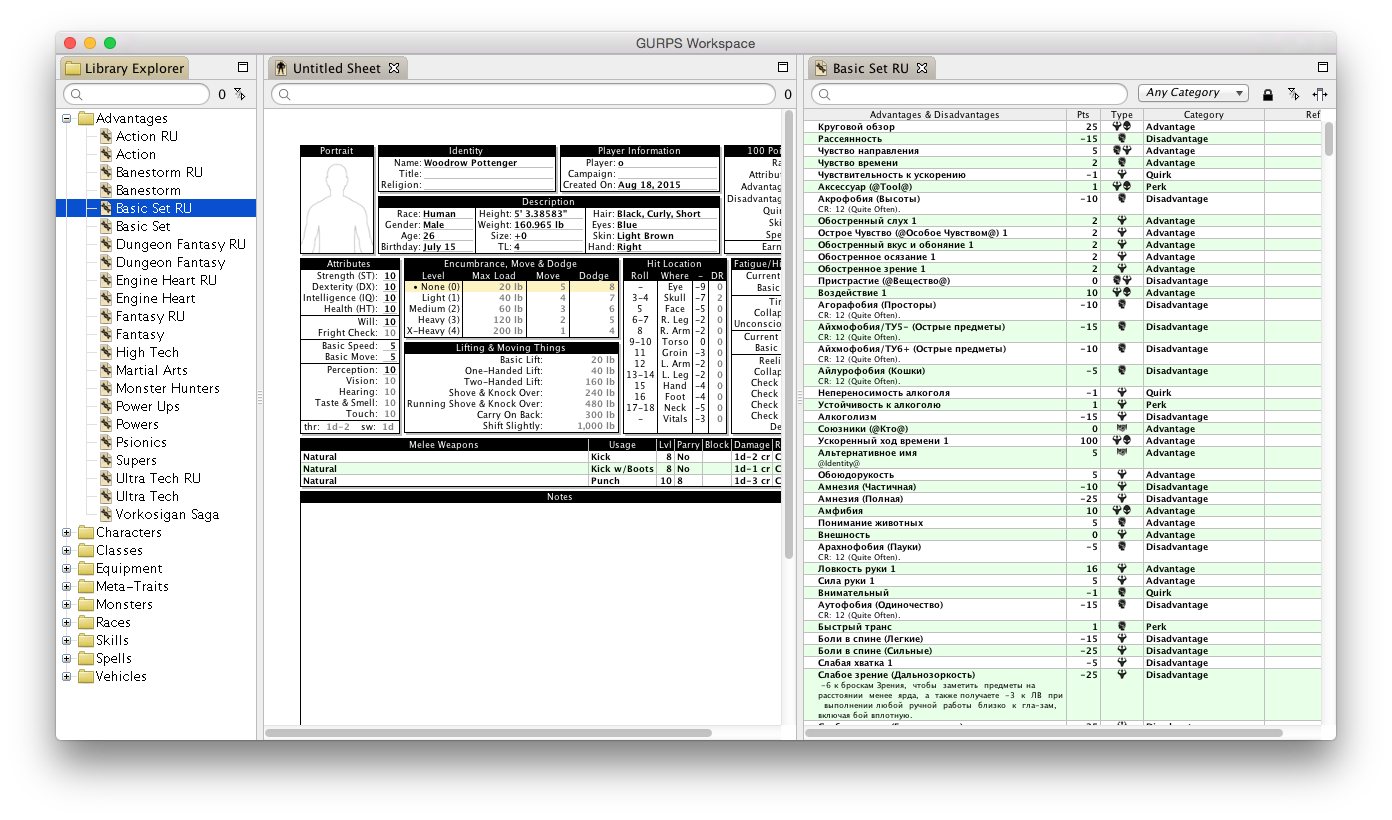 GURPS Workspace
Library Explorer
0
Advantages
Action RU
Action
Banestorm RU
Banestorm
Basic Set RU
Basic Set
Dungeon Fantasy RU
Dungeon Fantasy
Engine Heart RU
Engine Heart
Fantasy RU
Fantasy
High Tech
Martial Arts
Monster Hunters
Power Ups
Powers
Psionics
Supers
Ultra Tech RU
Ultra Tech
Vorkosigan Saga
Characters
Classes
Equipment
Meta-Traits
Monsters
Races
Skills
Spells
Vehicles
Untitled Sheet
0
Portrait
Identity
Name: Woodrow Pottenger
Title:
Religion:
Player Information
Player: o
Campaign:
Created On: Aug 18, 2015
100 Poi
Ra
Attribut
Advantag
Disadvantag
Qui
Ski
Spe
Earn
Description
Race: Human Height: 5' 3.38583" Hair: Black, Curly, Short
Gender: Male Weight: 160.965 lb Eyes: Blue
Age: 26 Size: +0 Skin: Light Brown
Birthday: July 15 TL: 4 Hand: Right
Attributes
Strength (ST): 10
Dexterity (DX): 10
Intelligence (IQ): 10
Health (HT): 10
Will: 10
Fright Check: 10
Basic Speed: 5
Basic Move: 5
Perception: 10
Vision: 10
Hearing: 10
Taste & Smell: 10
Touch: 10
thr: 1d-2 sw: 1d
Encumbrance, Move & Dodge
Level Max Load Move Dodge
• None (0) 20 lb 5 8
Light (1) 40 lb 4 7
Medium (2) 60 lb 3 6
Heavy (3) 120 lb 2 5
X-Heavy (4) 200 lb 1 4
Lifting & Moving Things
Basic Lift: 20 lb
One-Handed Lift: 40 lb
Two-Handed Lift: 160 lb
Shove & Knock Over: 240 lb
Running Shove & Knock Over: 480 lb
Carry On Back: 300 lb
Shift Slightly: 1,000 lb
Hit Location
Roll Where - DR
- Eye -9 0
3-4 Skull -7 2
5 Face -5 0
6-7 R. Leg -2 0
8 R. Arm -2 0
9-10 Torso 0 0
11 Groin -3 0
12 L. Arm -2 0
13-14 L. Leg -2 0
15 Hand -4 0
16 Foot -4 0
17-18 Neck -5 0
- Vitals -3 0
Fatigue/Hi
Current
Basic
Tir
Collap
Unconscio
Current
Basic
Reeli
Collap
Check
Check
Check
Check
De
Melee Weapons Usage Lvl Parry Block Damage R
Natural Kick 8 No 1d-2 cr C
Natural Kick w/Boots 8 No 1d-1 cr C
Natural Punch 10 8 1d-3 cr C
Notes
Basic Set RU
Any Category
Advantages & Disadvantages Pts Type Category Ref
Круговой обзор 25 Advantage
Рассеянность -15 Disadvantage
Чувство направления 5 Advantage
Чувство времени 2 Advantage
Чувствительность к ускорению -1 Quirk
Аксессуар (@Tool@) 1 Perk
Акрофобия (Высоты) -10 Disadvantage
CR: 12 (Quite Often).
Обостренный слух 1 2 Advantage
Острое Чувство (@Особое Чувством@) 1 2 Advantage
Обостренный вкус и обоняние 1 2 Advantage
Обостренное осязание 1 2 Advantage
Обостренное зрение 1 2 Advantage
Пристрастие (@Вещество@) 0 Disadvantage
Воздействие 1 10 Advantage
Агорафобия (Просторы) -10 Disadvantage
CR: 12 (Quite Often).
Айхмофобия/ТУ5- (Острые предметы) -15 Disadvantage
CR: 12 (Quite Often).
Айхмофобия/ТУ6+ (Острые предметы) -10 Disadvantage
CR: 12 (Quite Often).
Айлурофобия (Кошки) -5 Disadvantage
CR: 12 (Quite Often).
Непереносимость алкоголя -1 Quirk
Устойчивость к алкоголю 1 Perk
Алкоголизм -15 Disadvantage
Союзники (@Кто@) 0 Advantage
Ускоренный ход времени 1 100 Advantage
Альтернативное имя 5 Advantage
@Identity@
Обоюдорукость 5 Advantage
Амнезия (Частичная) -10 Disadvantage
Амнезия (Полная) -25 Disadvantage
Амфибия 10 Advantage
Понимание животных 5 Advantage
Внешность 0 Advantage
Арахнофобия (Пауки) -5 Disadvantage
CR: 12 (Quite Often).
Ловкость руки 1 16 Advantage
Сила руки 1 5 Advantage
Внимательный -1 Quirk
Аутофобия (Одиночество) -15 Disadvantage
CR: 12 (Quite Often).
Быстрый транс 1 Perk
Боли в спине (Легкие) -15 Disadvantage
Боли в спине (Сильные) -25 Disadvantage
Слабая хватка 1 -5 Disadvantage
Слабое зрение (Дальнозоркость) -25 Disadvantage
-6 к броскам Зрения, чтобы заметить предметы на
расстоянии менее ярда, а также получаете -3 к ЛВ при
выполнении любой ручной работы близко к гла-зам,
включая бой вплотную.